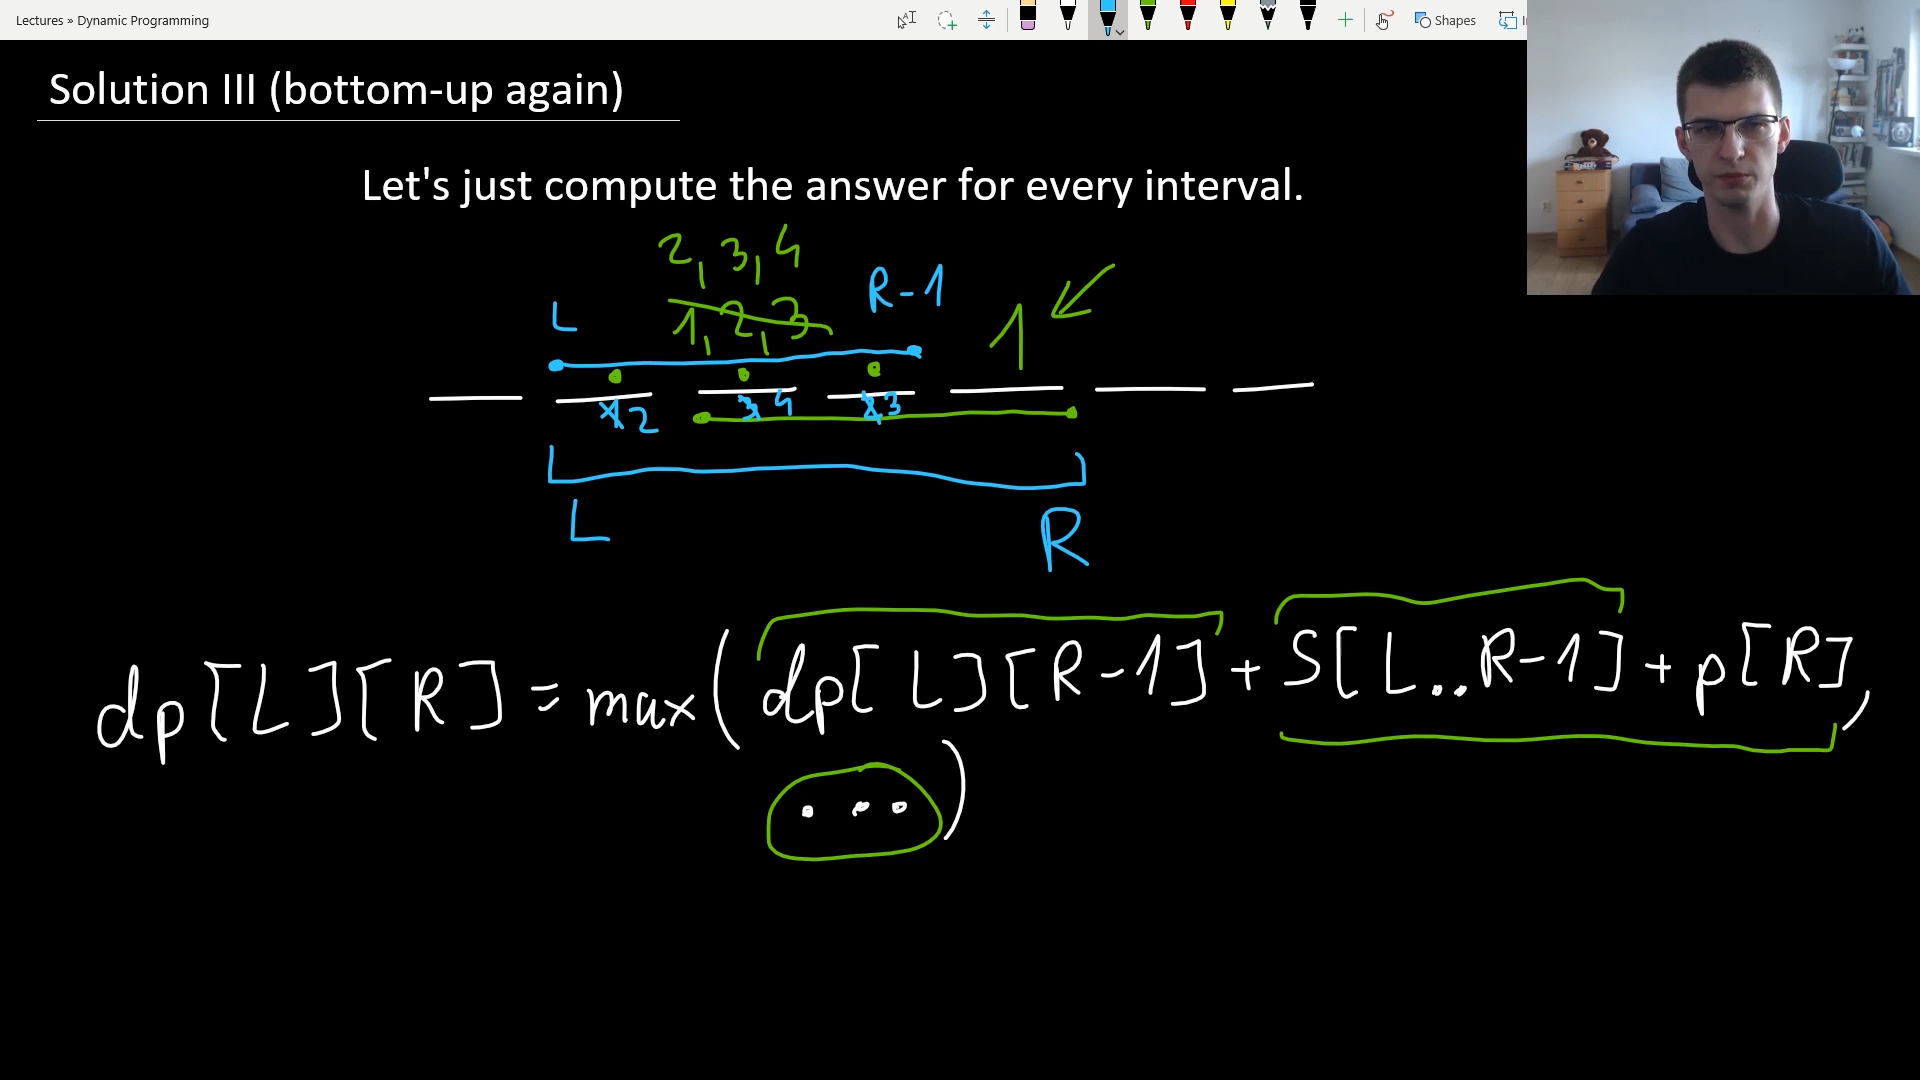 Lectures » Dynamic Programming
Shapes
Solution III (bottom-up again)
Let's just compute the answer for every interval.
2, 3, 4
L 1, 2, 3 R-1 1
2 3 4 3
L R
dp[L][R] = max(dp[L][R-1] + S[L..R-1] + p[R],
...)